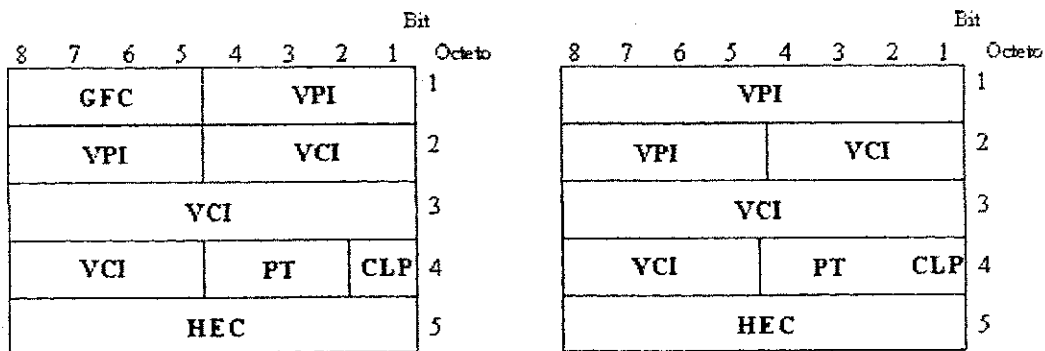 Bit
8 7 6 5 4 3 2 1 Octeto
GFC VPI 1
VPI VCI 2
VCI 3
VCI PT CLP 4
HEC 5
Bit
8 7 6 5 4 3 2 1 Octeto
VPI 1
VPI VCI 2
VCI 3
VCI PT CLP 4
HEC 5